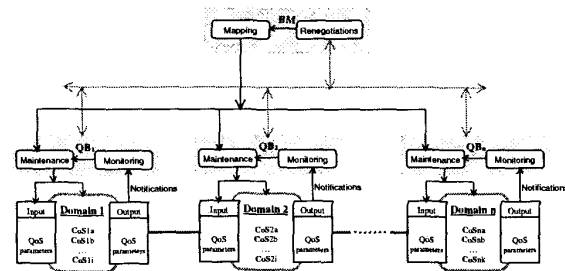 BM
Mapping
Renegotiations
QB1
Maintenance
Monitoring
Notifications
QB2
Maintenance
Monitoring
Notifications
QBn
Maintenance
Monitoring
Notifications
Input
Domain 1
Output
QoS parameters
CoS1a
CoS1b
...
CoS1i
QoS parameters
Input
Domain 2
Output
QoS parameters
CoS2a
CoS2b
...
CoS2i
QoS parameters
Input
Domain n
Output
QoS parameters
CoSna
CoSnb
...
CoSnk
QoS parameters